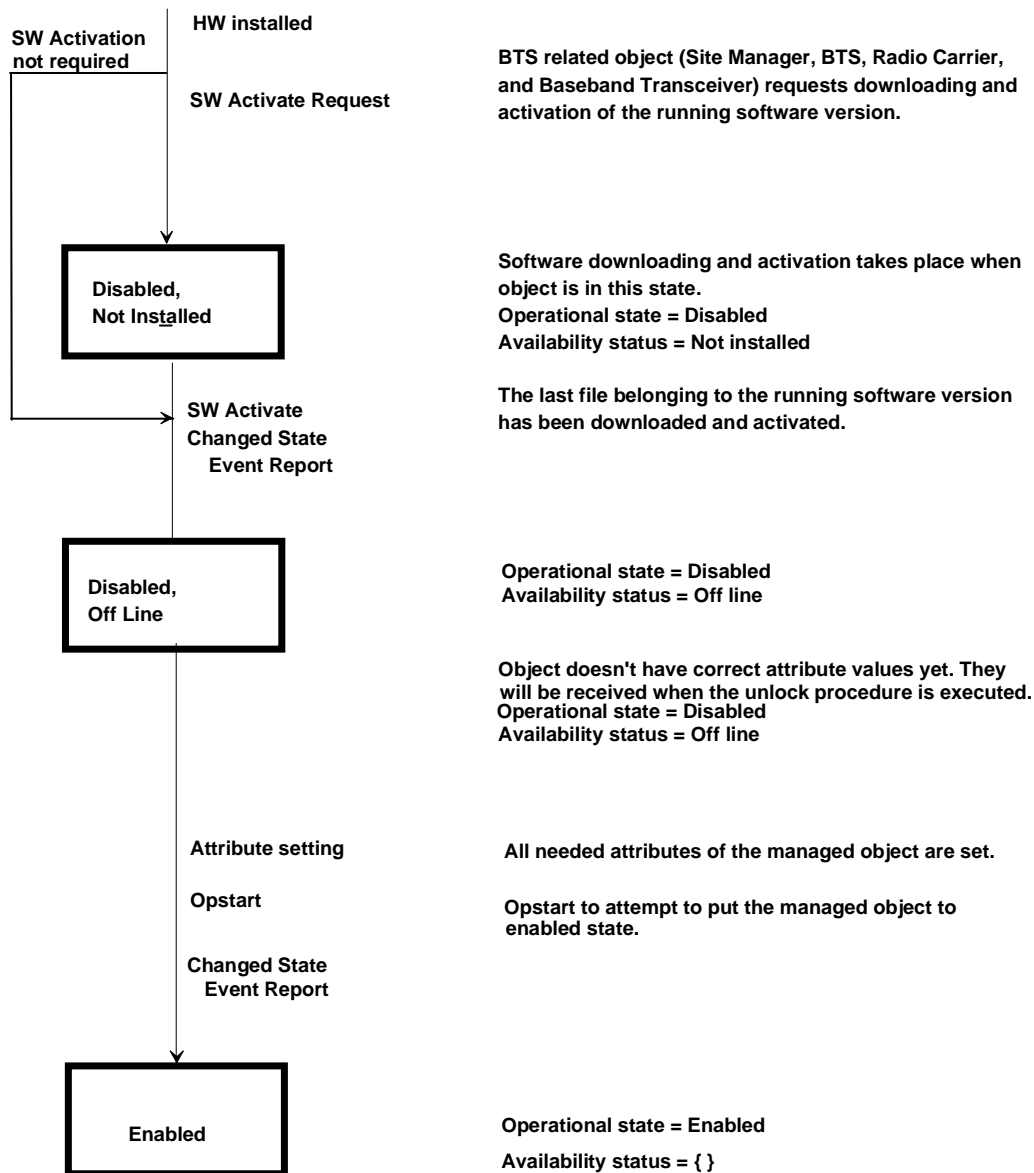 HW installed
SW Activation
not required
BTS related object (Site Manager, BTS, Radio Carrier,
and Baseband Transceiver) requests downloading and
activation of the running software version.
SW Activate Request
Disabled,
Not Installed
Software downloading and activation takes place when
object is in this state.
Operational state = Disabled
Availability status = Not installed
SW Activate
Changed State
Event Report
The last file belonging to the running software version
has been downloaded and activated.
Disabled,
Off Line
Operational state = Disabled
Availability status = Off line
Object doesn't have correct attribute values yet. They
will be received when the unlock procedure is executed.
Operational state = Disabled
Availability status = Off line
Attribute setting
All needed attributes of the managed object are set.
Opstart
Opstart to attempt to put the managed object to
enabled state.
Changed State
Event Report
Enabled
Operational state = Enabled
Availability status = { }